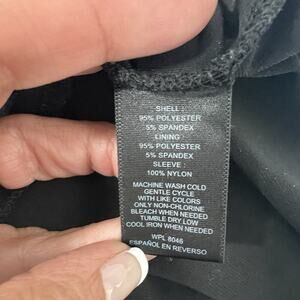 SHELL :
95% POLYESTER
5% SPANDEX
LINING :
95% POLYESTER
5% SPANDEX
SLEEVE :
100% NYLON
MACHINE WASH COLD
GENTLE CYCLE
WITH LIKE COLORS
ONLY NON-CHLORINE
BLEACH WHEN NEEDED
TUMBLE DRY LOW
COOL IRON WHEN NEEDED
WPL 8046
ESPAÑOL EN REVERSO